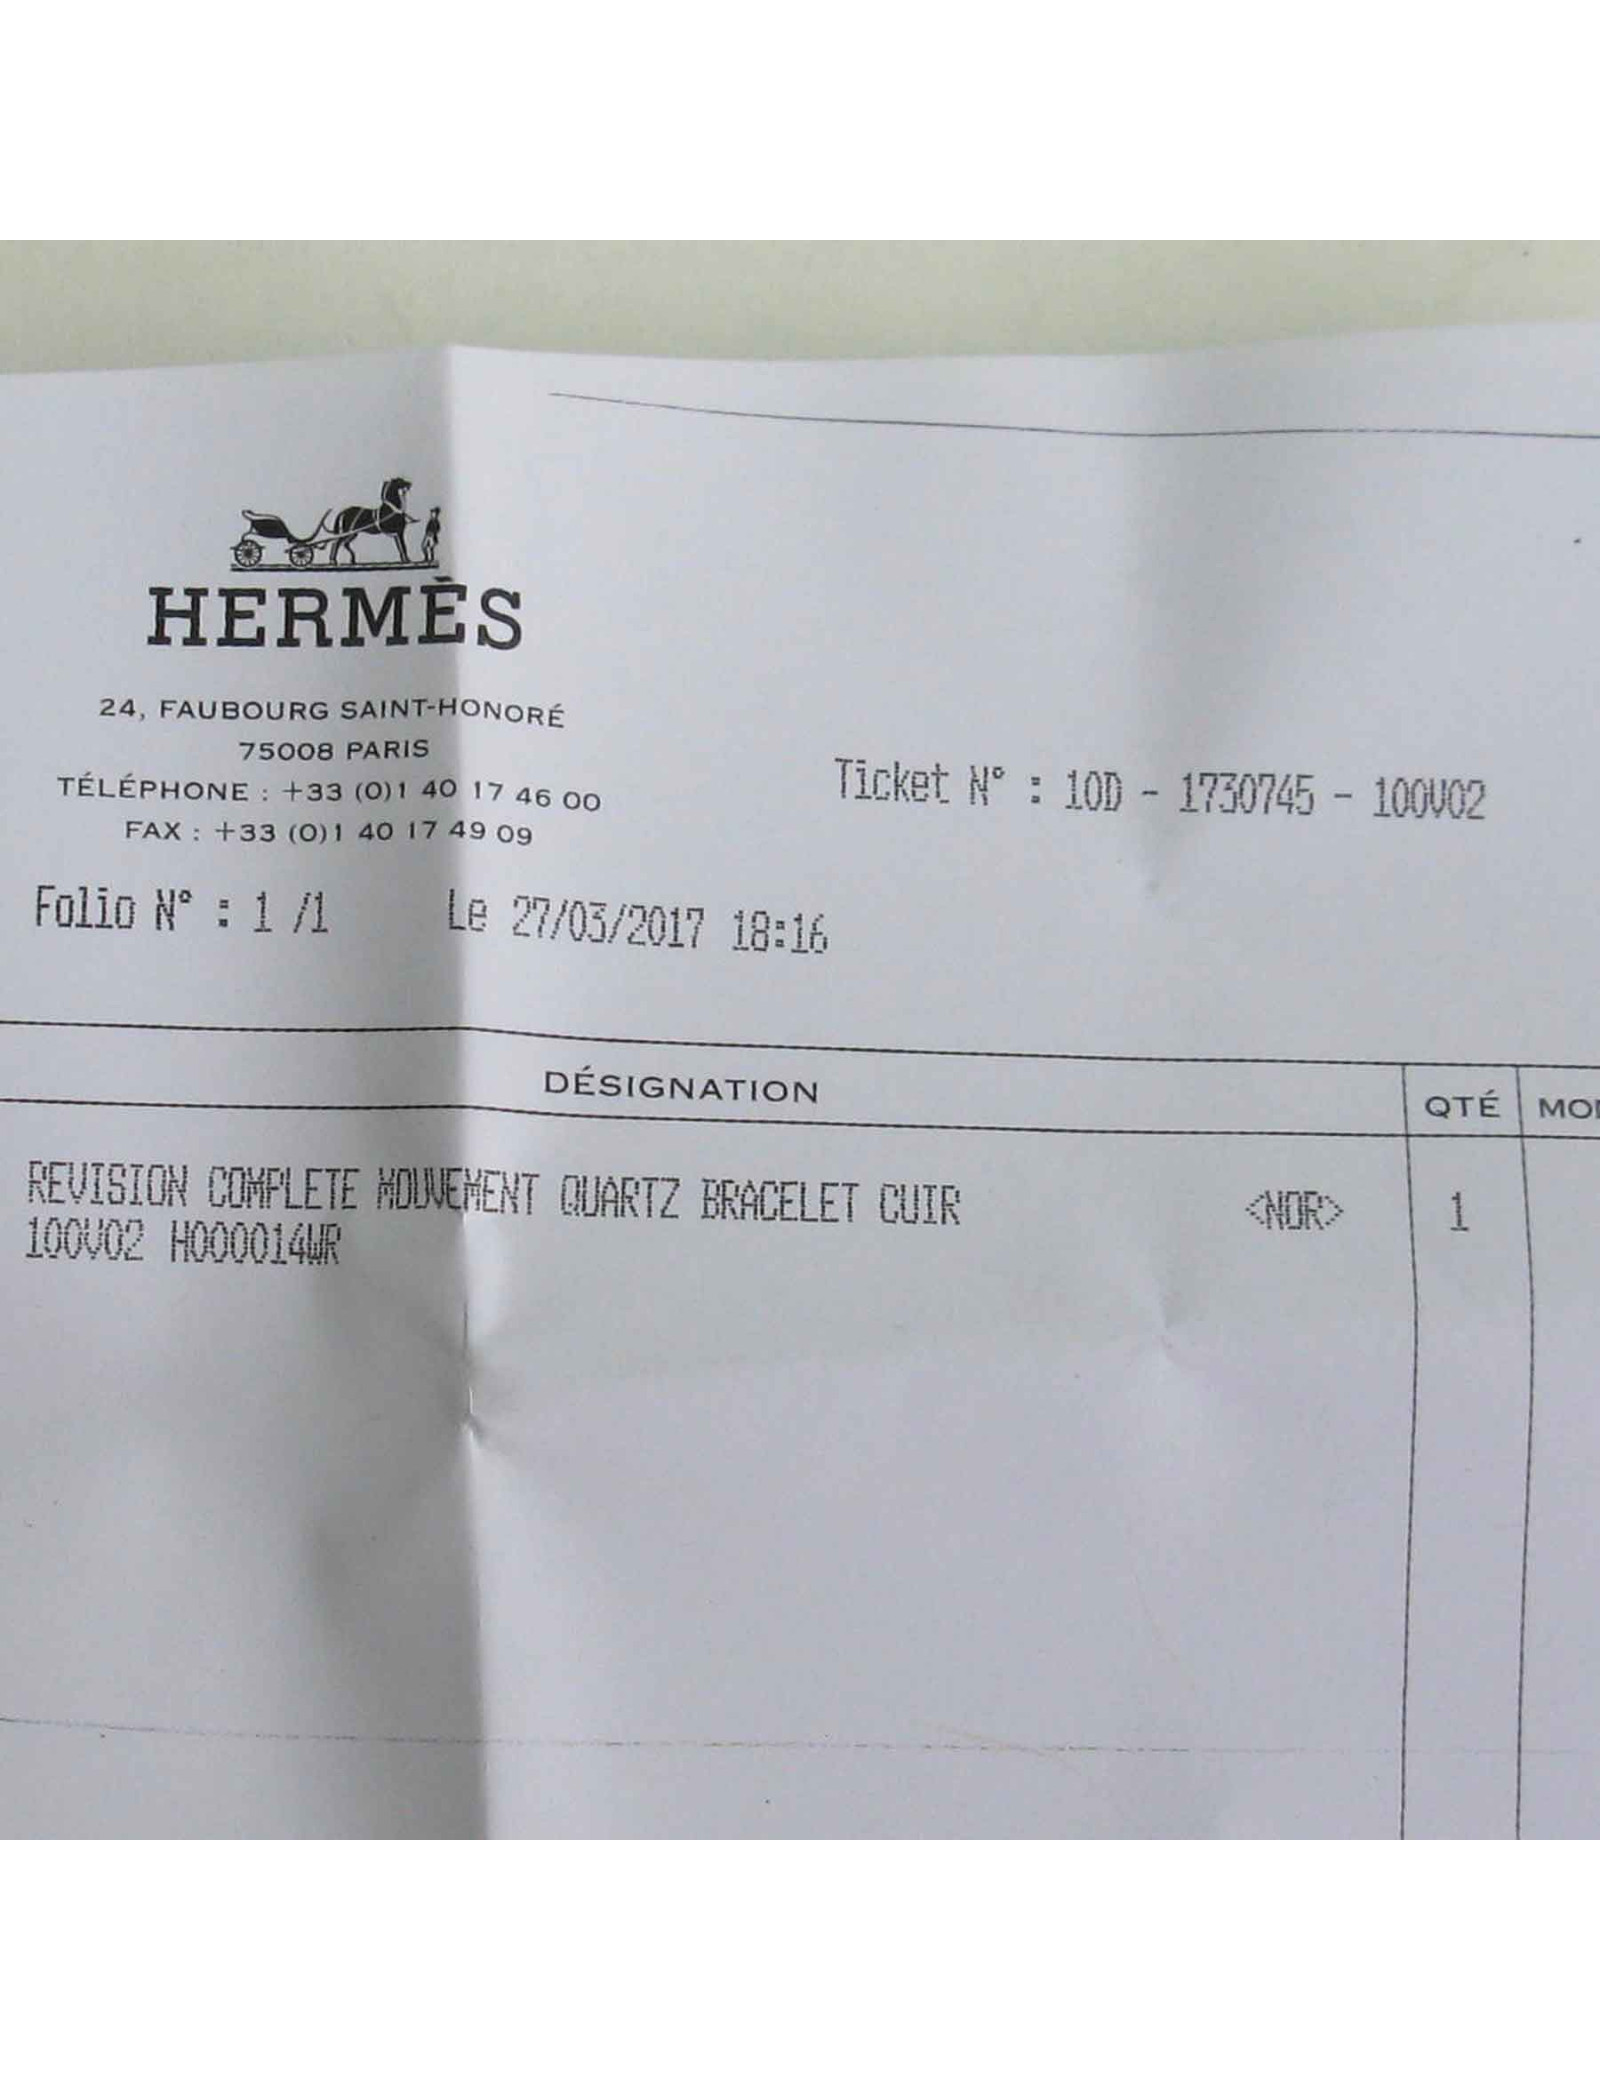 HERMÈS
24, FAUBOURG SAINT-HONORÉ
75008 PARIS
TÉLÉPHONE : +33 (0)1 40 17 46 00
FAX : +33 (0)1 40 17 49 09
Ticket N° : 10D - 1730745 - 100V02
Folio N° : 1 /1 Le 27/03/2017 18:16
DÉSIGNATION QTÉ
REVISION COMPLETE MOUVEMENT QUARTZ BRACELET CUIR <NOR> 1
100V02 H000014WR